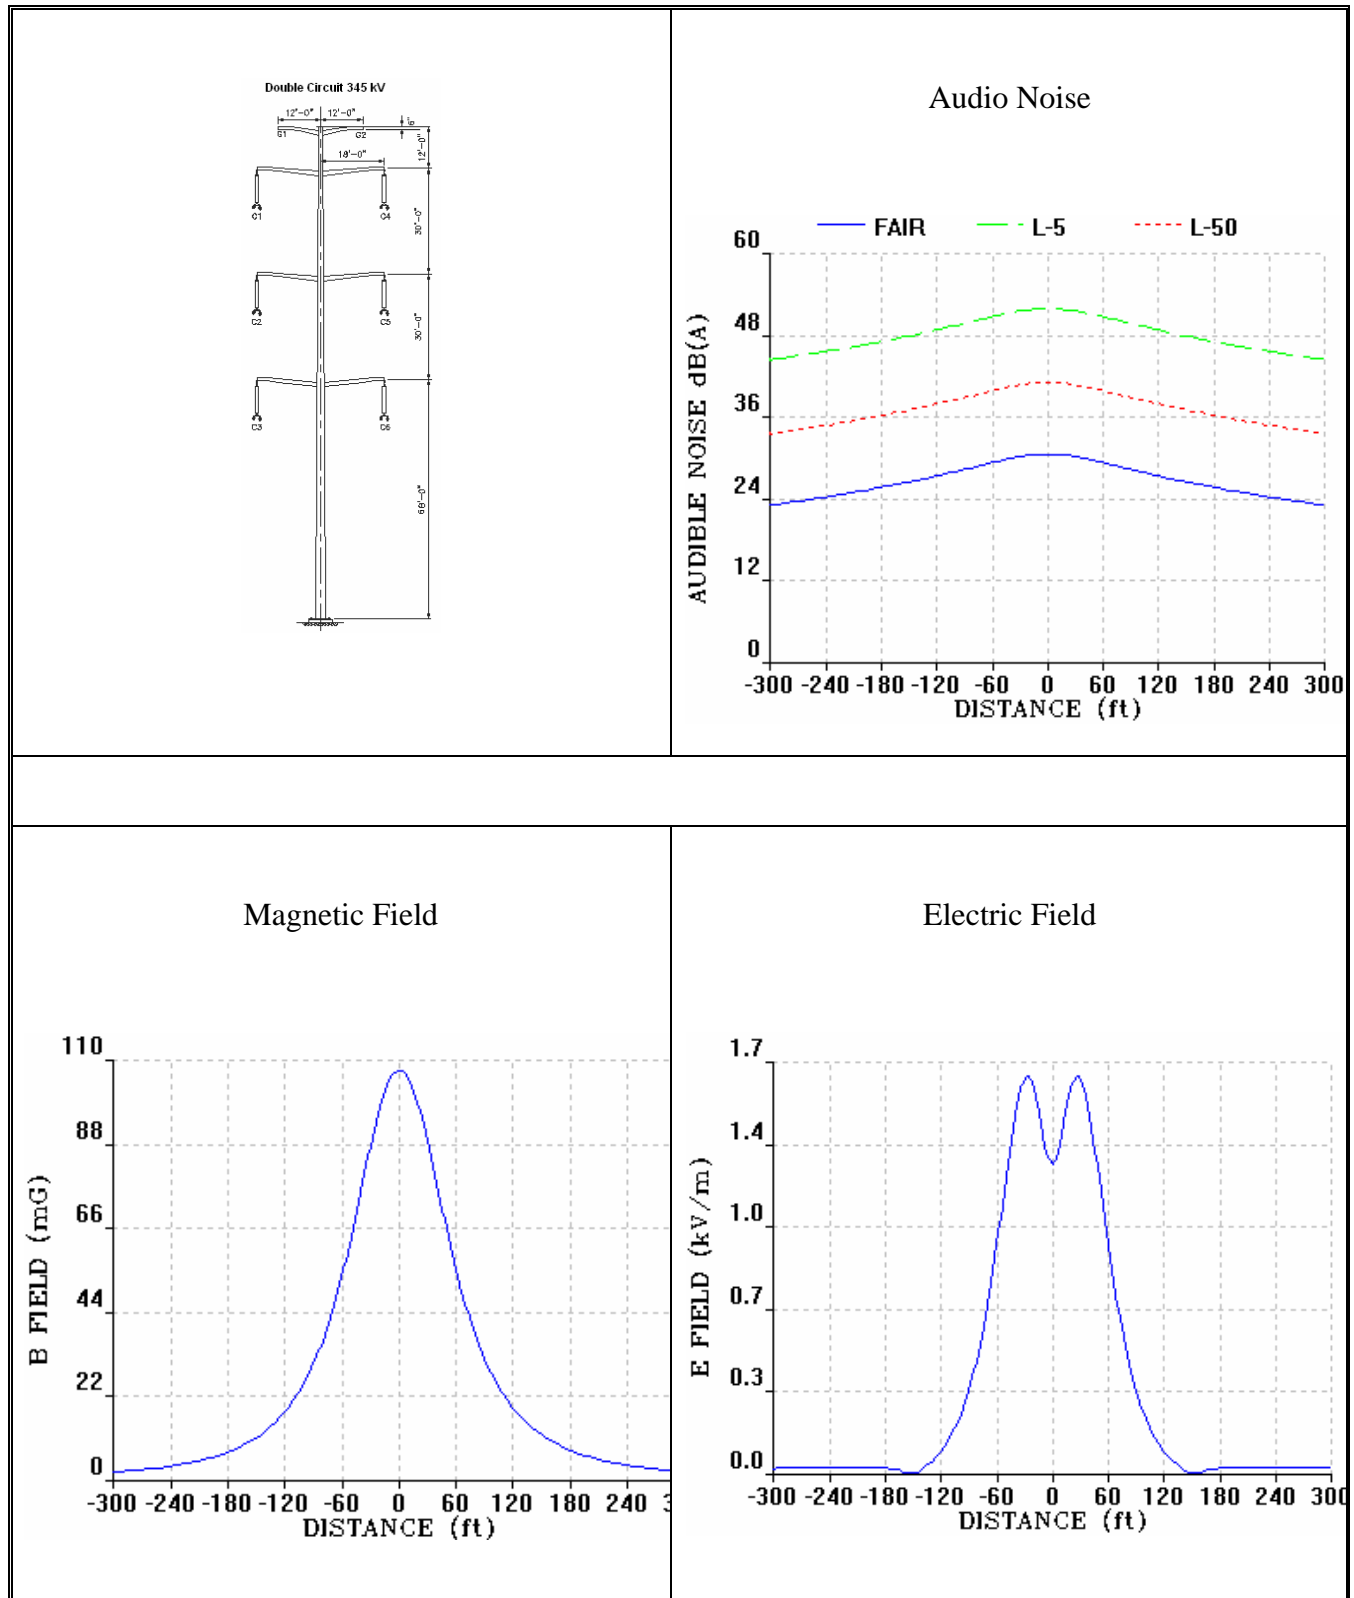 Double Circuit 345 kV
12'-0" 12'-0"
G1 G2
6"
12'-0"
18'-0"
C1 C4
30'-0"
C2 C5
30'-0"
C3 C6
Audio Noise
FAIR L-5 L-50
60
48
36
24
12
0
AUDIBLE NOISE dB(A)
-300 -240 -180 -120 -60 0 60 120 180 240 300
DISTANCE (ft)
Magnetic Field
110
88
66
44
22
0
B FIELD (mG)
-300 -240 -180 -120 -60 0 60 120 180 240
DISTANCE (ft)
Electric Field
1.7
1.4
1.0
0.7
0.3
0.0
E FIELD (kV/m)
-300 -240 -180 -120 -60 0 60 120 180 240 300
DISTANCE (ft)